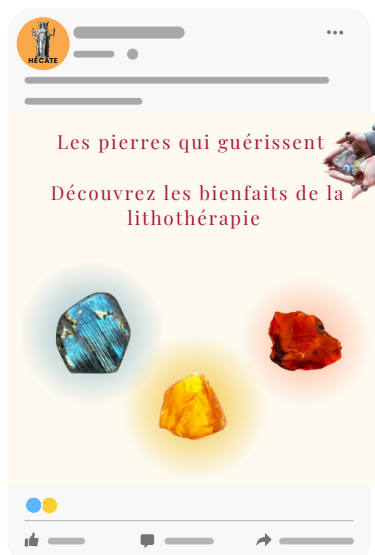 HÉCATE
Les pierres qui guérissent
Découvrez les bienfaits de la
lithothérapie